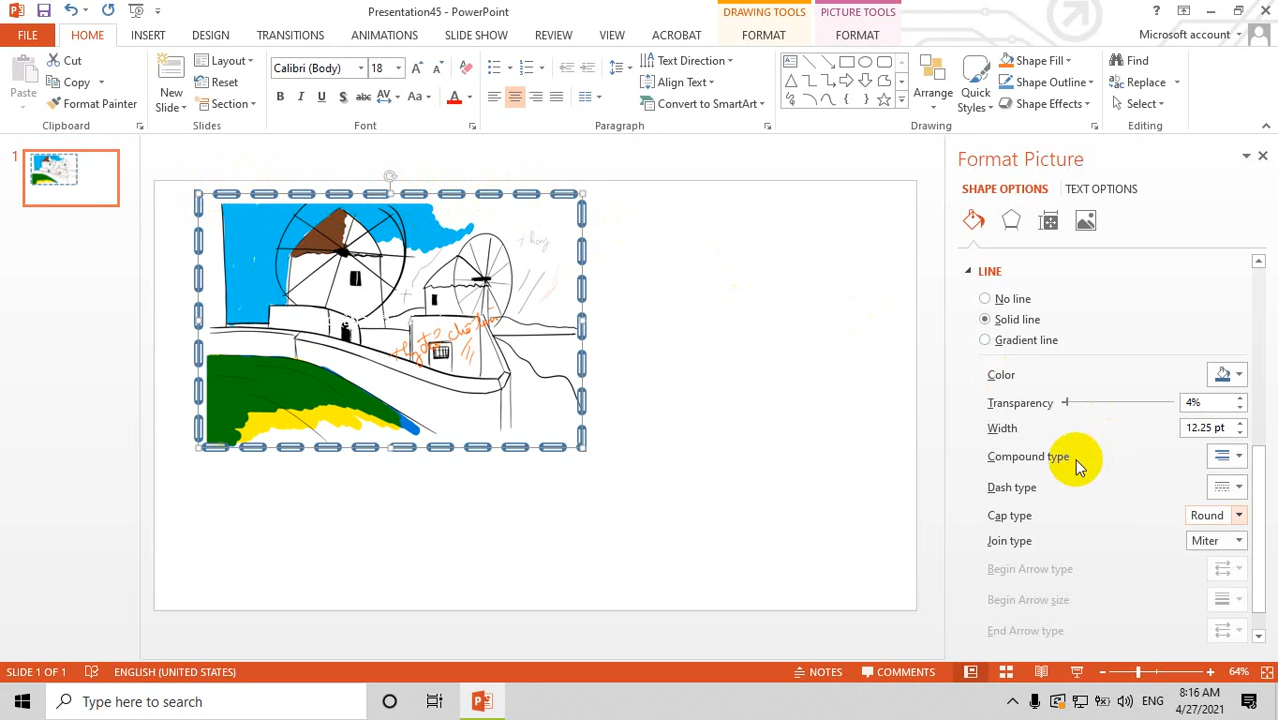 Presentation45 - PowerPoint
DRAWING TOOLS
PICTURE TOOLS
?
FILE
HOME
INSERT
DESIGN
TRANSITIONS
ANIMATIONS
SLIDE SHOW
REVIEW
VIEW
ACROBAT
FORMAT
FORMAT
Microsoft account
Paste
Cut
Copy
Format Painter
Clipboard
New Slide
Layout
Reset
Section
Slides
Calibri (Body)
18
B I U S abc AV Aa A
Font
Text Direction
Align Text
Convert to SmartArt
Paragraph
Arrange
Quick Styles
Shape Fill
Shape Outline
Shape Effects
Drawing
Find
Replace
Select
Editing
1
Format Picture
SHAPE OPTIONS
TEXT OPTIONS
LINE
No line
Solid line
Gradient line
Color
Transparency
4%
Width
12.25 pt
Compound type
Dash type
Cap type
Round
Join type
Miter
Begin Arrow type
Begin Arrow size
End Arrow type
SLIDE 1 OF 1
ENGLISH (UNITED STATES)
NOTES
COMMENTS
64%
Type here to search
ENG
8:16 AM
4/27/2021